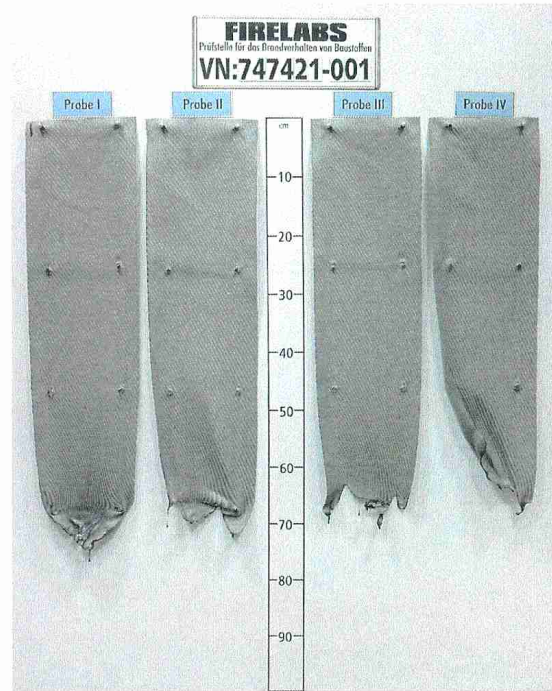 FIRELABS
Prüfstelle für das Brandverhalten von Baustoffen
VN:747421-001
Probe I
Probe II
Probe III
Probe IV
cm
10
20
30
40
50
60
70
80
90